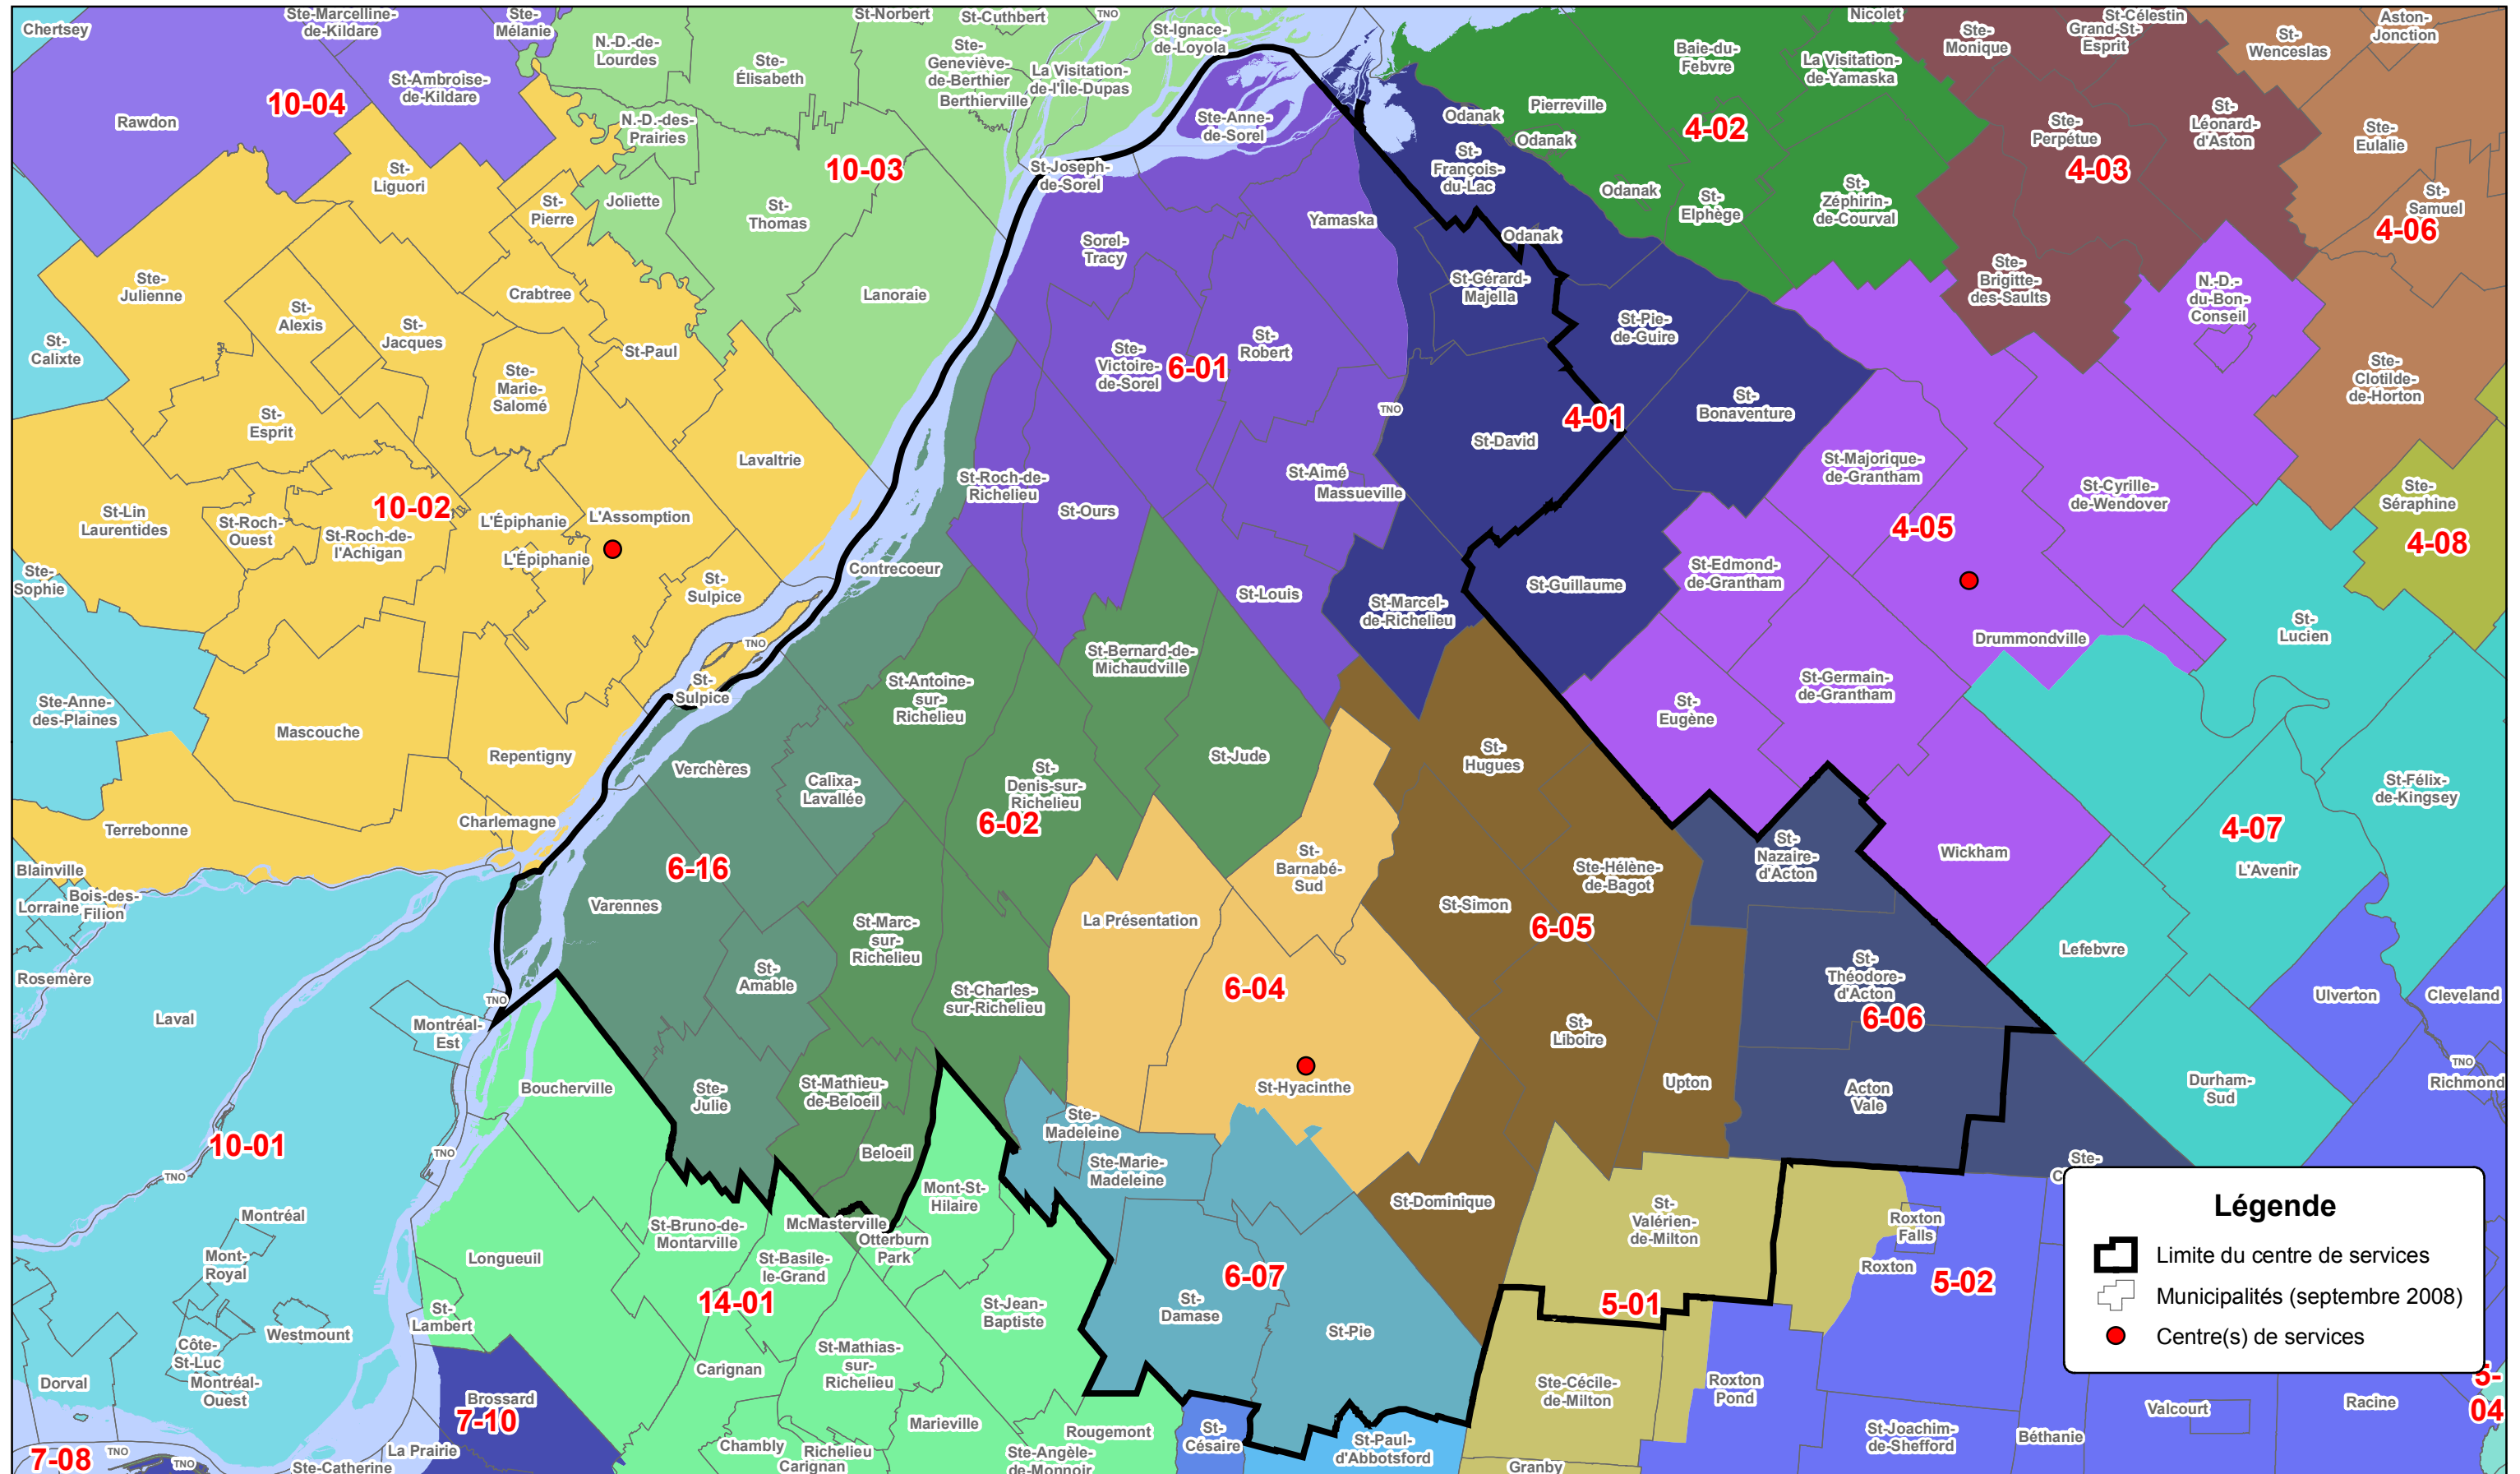 Chertsey
Ste-Marcelline-
de-Kildare
Ste-
Mélanie
N.-D.-de-
Lourdes
St-Norbert
St-Cuthbert
TNO
St-Ignace-
de-Loyola
Nicolet
St-Célestin
Grand-St-
Esprit
Ste-
Monique
St-
Wenceslas
Aston-
Jonction
Rawdon
10-04
St-Ambroise-
de-Kildare
Ste-
Élisabeth
Ste-
Geneviève-
de-Berthier
Berthierville
La Visitation-
de-l'Île-Dupas
Ste-Anne-
de-Sorel
Baie-du-
Febvre
La Visitation-
de-Yamaska
Pierreville
Odanak
Odanak
Odanak
4-02
Ste-
Perpétue
4-03
St-
Léonard-
d'Aston
Ste-
Eulalie
St-
Samuel
4-06
N.-D.-des-
Prairies
10-03
St-Joseph-
de-Sorel
St-
Liguori
St-
Pierre
Joliette
St-
Thomas
St-
François-
du-Lac
St-
Elphège
St-
Zéphirin-
de-Courval
Yamaska
Odanak
Sorel-
Tracy
Ste-
Julienne
St-
Alexis
St-
Jacques
Crabtree
Lanoraie
St-Gérard-
Majella
Ste-
Brigitte-
des-Saults
N.-D.-
du-Bon-
Conseil
St-
Calixte
St-Paul
Ste-
Marie-
Salomé
Ste-
Victoire-
de-Sorel
6-01
St-
Robert
St-Pie-
de-Guire
Ste-
Clotilde-
de-Horton
St-
Esprit
TNO
4-01
St-
Bonaventure
Lavaltrie
St-David
St-Majorique-
de-Grantham
St-Cyrille-
de-Wendover
Ste-
Séraphine
4-08
St-Lin
Laurentides
St-Roch-
Ouest
10-02
St-Roch-de-
l'Achigan
L'Épiphanie
L'Épiphanie
L'Assomption
St-Roch-de-
Richelieu
St-Ours
St-Aimé
Massueville
4-05
Ste-
Sophie
St-
Sulpice
Contrecoeur
St-Louis
St-Marcel-
de-Richelieu
St-Guillaume
St-Edmond-
de-Grantham
Drummondville
St-
Lucien
TNO
St-
Sulpice
St-Antoine-
sur-
Richelieu
St-Bernard-de-
Michaudville
St-
Eugène
St-Germain-
de-Grantham
Ste-Anne-
des-Plaines
Mascouche
Repentigny
Verchères
Calixa-
Lavallée
St-
Denis-sur-
Richelieu
6-02
St-Jude
St-
Hugues
St-Félix-
de-Kingsey
Terrebonne
Charlemagne
Blainville
Lorraine
Bois-des-
Filion
6-16
Varennes
St-Marc-
sur-
Richelieu
La Présentation
St-
Barnabé-
Sud
St-Simon
Ste-Hélène-
de-Bagot
6-05
St-
Nazaire-
d'Acton
Wickham
4-07
L'Avenir
Lefebvre
Rosemère
Laval
TNO
Montréal-
Est
St-
Amable
St-Charles-
sur-Richelieu
6-04
St-Hyacinthe
St-
Liboire
St-
Théodore-
d'Acton
6-06
Ulverton
Cleveland
TNO
Richmond
Boucherville
Ste-
Julie
St-Mathieu-
de-Beloeil
Beloeil
Ste-
Madeleine
Ste-Marie-
Madeleine
Upton
Acton
Vale
Durham-
Sud
10-01
TNO
TNO
Mont-St-
Hilaire
St-Dominique
St-
Valérien-
de-Milton
Ste-
Montréal
Mont-
Royal
Longueuil
St-Bruno-de-
Montarville
McMasterville
Otterburn
Park
St-Basile-
le-Grand
14-01
6-07
5-01
Roxton
Falls
Roxton
5-02
Légende
Limite du centre de services
Municipalités (septembre 2008)
Centre(s) de services
St-
Lambert
Westmount
Côte-
St-Luc
Montréal-
Ouest
Dorval
St-Jean-
Baptiste
St-
Damase
St-Pie
Carignan
St-Mathias-
sur-
Richelieu
Ste-Cécile-
de-Milton
Roxton
Pond
5-
04
Brossard
7-10
Marieville
Rougemont
St-
Césaire
St-Paul-
d'Abbotsford
St-Joachim-
de-Shefford
Béthanie
Valcourt
Racine
7-08
TNO
TNO
La Prairie
Ste-Catherine
Chambly
Richelieu
Carignan
Ste-Angèle-
de-Monnoir
Granby